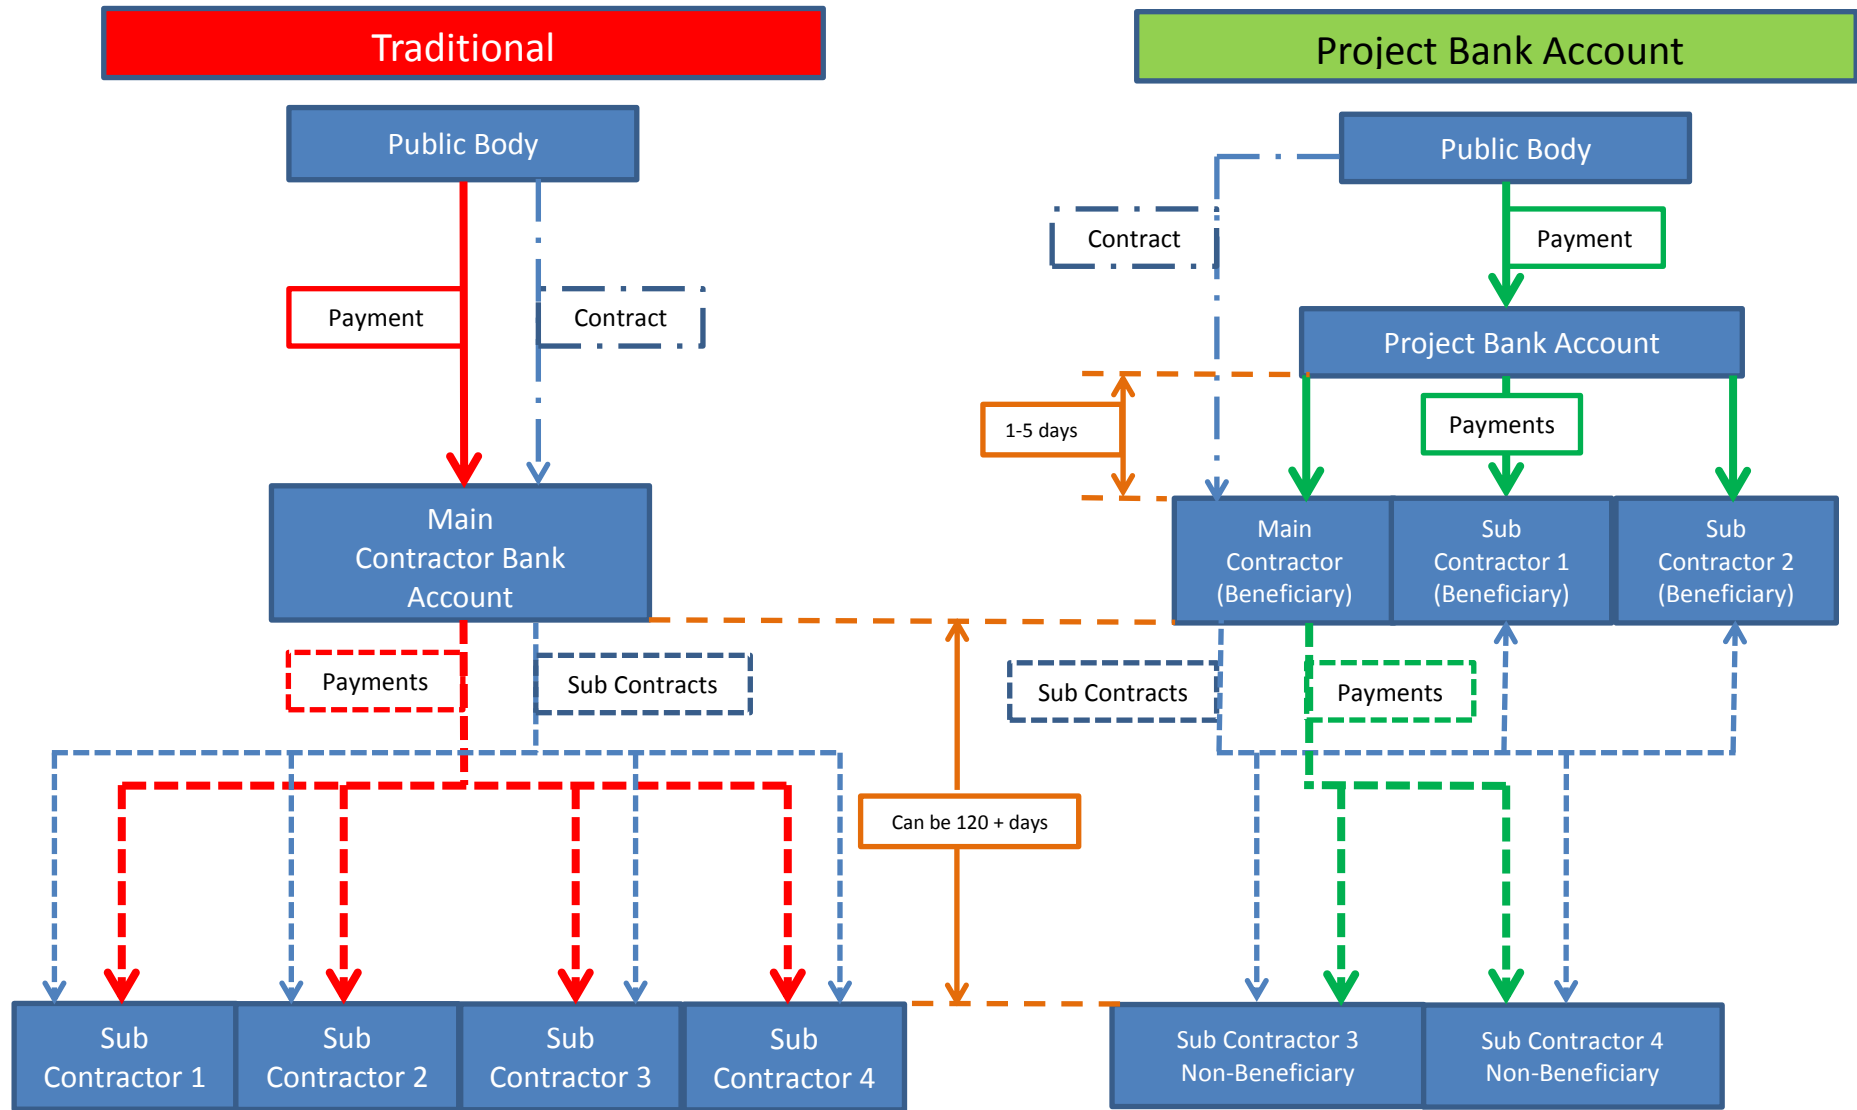 Traditional
Public Body
Payment
Contract
Main
Contractor Bank
Account
Payments
Sub Contracts
Sub
Contractor 1
Sub
Contractor 2
Sub
Contractor 3
Sub
Contractor 4
Can be 120 + days
Project Bank Account
Public Body
Contract
Payment
Project Bank Account
1-5 days
Payments
Main
Contractor
(Beneficiary)
Sub
Contractor 1
(Beneficiary)
Sub
Contractor 2
(Beneficiary)
Sub Contracts
Payments
Sub Contractor 3
Non-Beneficiary
Sub Contractor 4
Non-Beneficiary